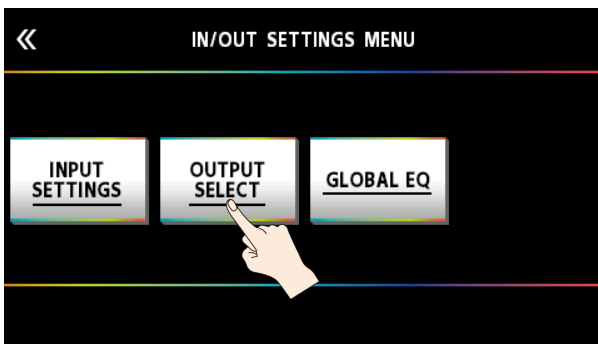 IN/OUT SETTINGS MENU
INPUT
SETTINGS
OUTPUT
SELECT
GLOBAL EQ